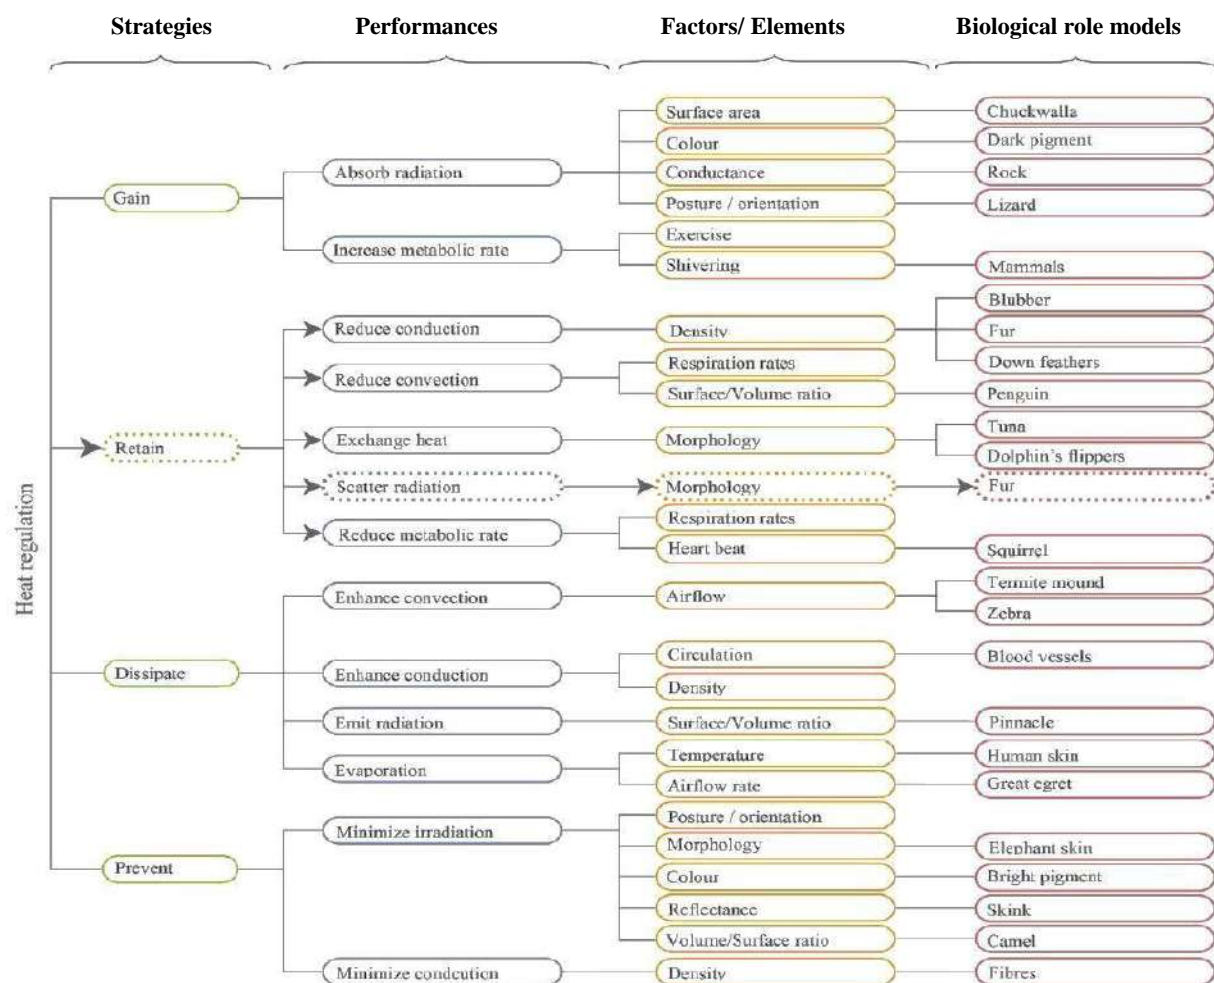 Strategies Performances Factors/ Elements Biological role models
Surface area Chuckwalla
Colour Dark pigment
Absorb radiation Conductance Rock
Gain Posture / orientation Lizard
Exercise
Increase metabolic rate
Shivering Mammals
Blubber
Reduce conduction Density Fur
Respiration rates Down feathers
Reduce convection
Surface/Volume ratio Penguin
Tuna
Retain Exchange heat Morphology
Dolphin's flippers
Scatter radiation Morphology Fur
Respiration rates
Reduce metabolic rate
Heart beat Squirrel
Heat regulation
Termite mound
Enhance convection Airflow
Zebra
Circulation Blood vessels
Dissipate Enhance conduction
Density
Emit radiation Surface/Volume ratio Pinnacle
Temperature Human skin
Evaporation
Airflow rate Great egret
Posture / orientation
Minimize irradiation
Morphology Elephant skin
Prevent
Colour Bright pigment
Reflectance Skink
Volume/Surface ratio Camel
Minimize condcution Density Fibres